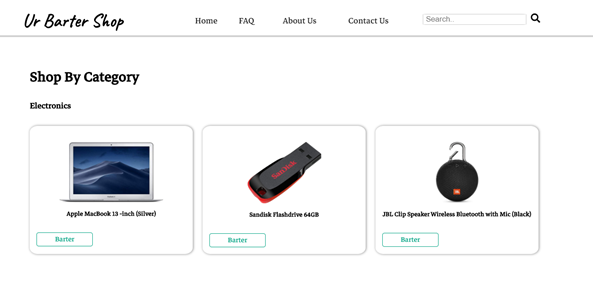 Ur Barter Shop
Home FAQ About Us Contact Us Search..
Shop By Category
Electronics
SanDisk
JBL
Apple MacBook 13 -inch (Silver)
Sandisk Flashdrive 64GB
JBL Clip Speaker Wireless Bluetooth with Mic (Black)
Barter
Barter
Barter